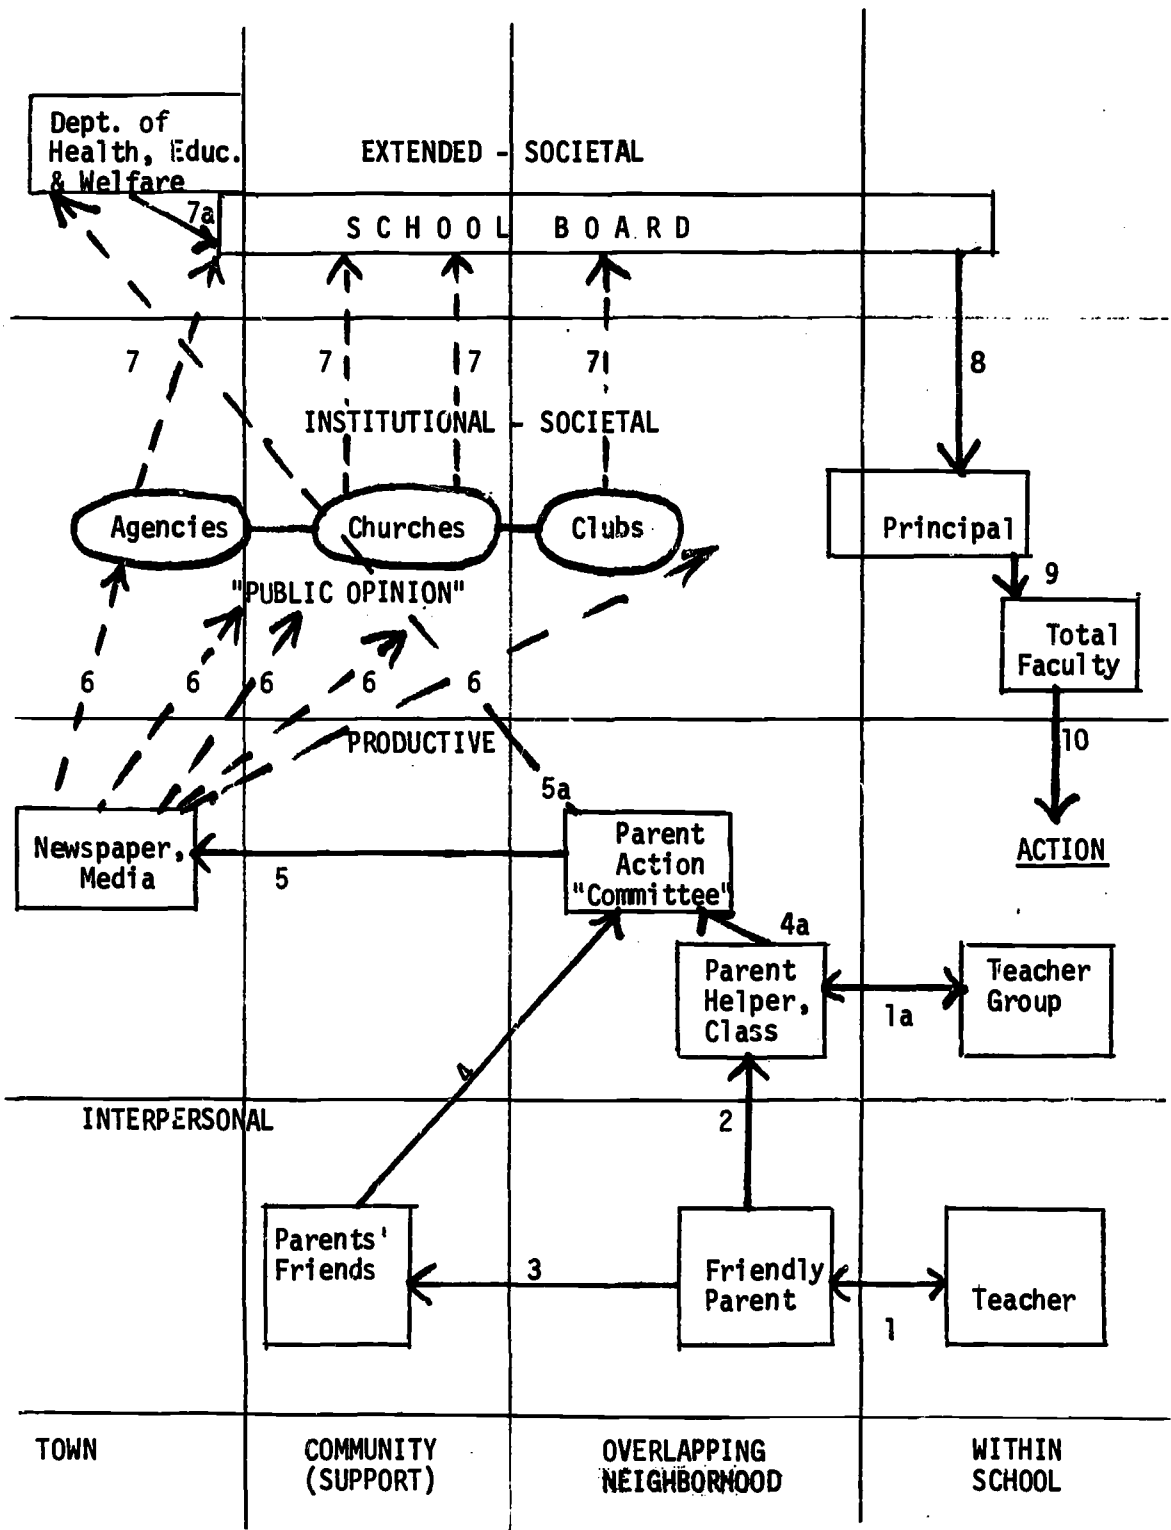 Dept. of
Health, Educ.
& Welfare
EXTENDED - SOCIETAL
7a
SCHOOL BOARD
7
7
7
7
8
INSTITUTIONAL - SOCIETAL
Agencies
Churches
Clubs
Principal
"PUBLIC OPINION"
9
Total
Faculty
6
6
6
6
6
PRODUCTIVE
10
5a
Newspaper,
Media
5
Parent
Action
"Committee"
ACTION
4a
Parent
Helper,
Class
1a
Teacher
Group
4
INTERPERSONAL
2
Parents'
Friends
3
Friendly
Parent
1
Teacher
TOWN
COMMUNITY
(SUPPORT)
OVERLAPPING
NEIGHBORHOOD
WITHIN
SCHOOL